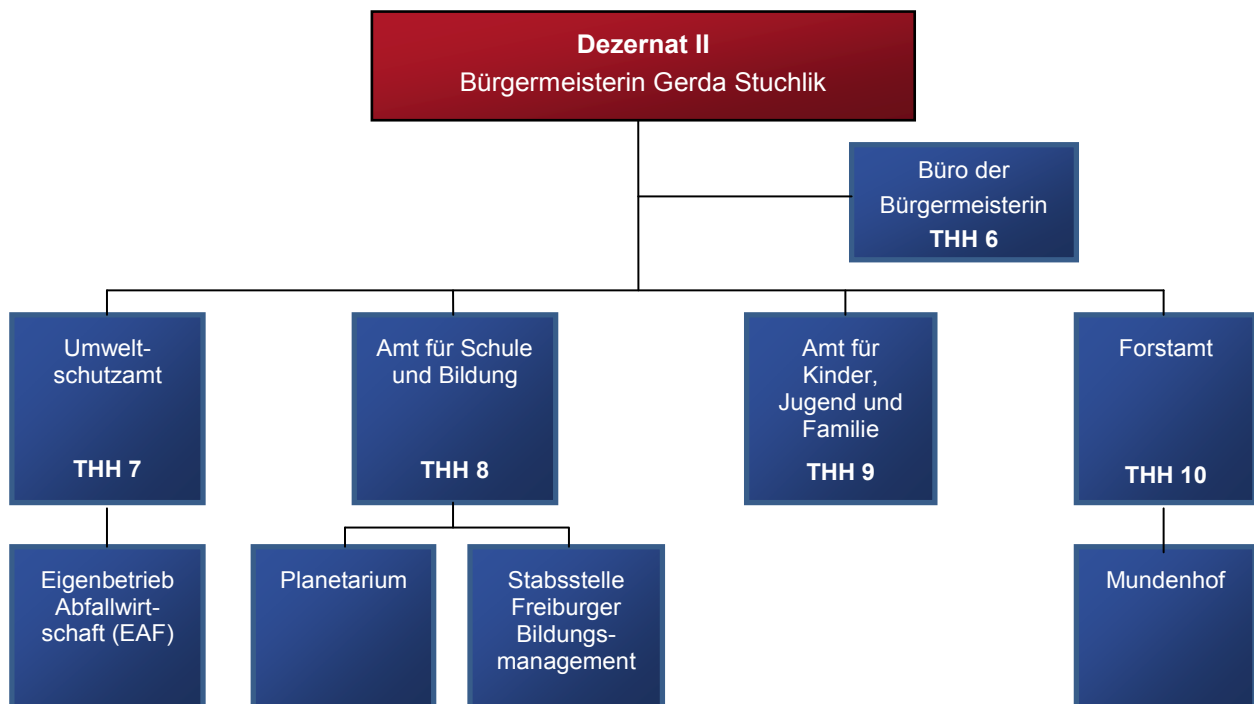 Dezernat II
Bürgermeisterin Gerda Stuchlik
Büro der
Bürgermeisterin
THH 6
Umwelt-
schutzamt
THH 7
Amt für Schule
und Bildung
THH 8
Amt für
Kinder,
Jugend und
Familie
THH 9
Forstamt
THH 10
Eigenbetrieb
Abfallwirt-
schaft (EAF)
Planetarium
Stabsstelle
Freiburger
Bildungs-
management
Mundenhof